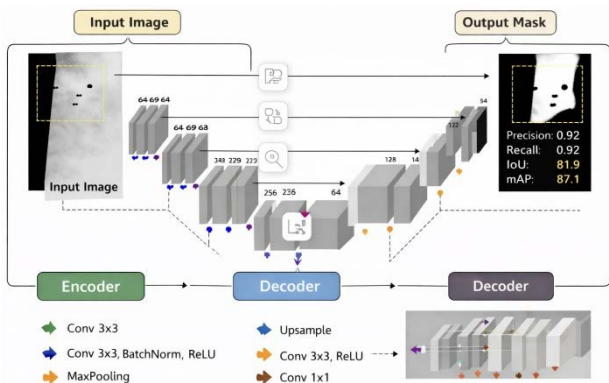 Input Image
Output Mask
64 69 64
64 69 68
348 229 223
256 236
64
128
14
122
54
Input Image
Precision: 0.92
Recall: 0.92
IoU: 81.9
mAP: 87.1
Encoder
Decoder
Decoder
Conv 3x3
Conv 3x3, BatchNorm, ReLU
MaxPooling
Upsample
Conv 3x3, ReLU
Conv 1x1